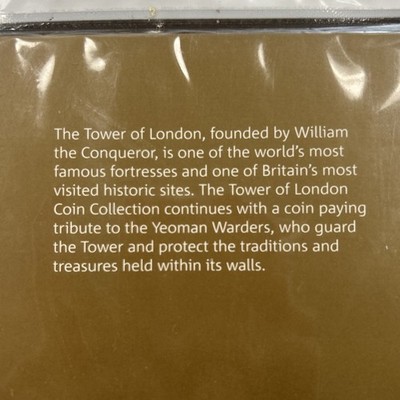 The Tower of London, founded by William
the Conqueror, is one of the world's most
famous fortresses and one of Britain's most
visited historic sites. The Tower of London
Coin Collection continues with a coin paying
tribute to the Yeoman Warders, who guard
the Tower and protect the traditions and
treasures held within its walls.